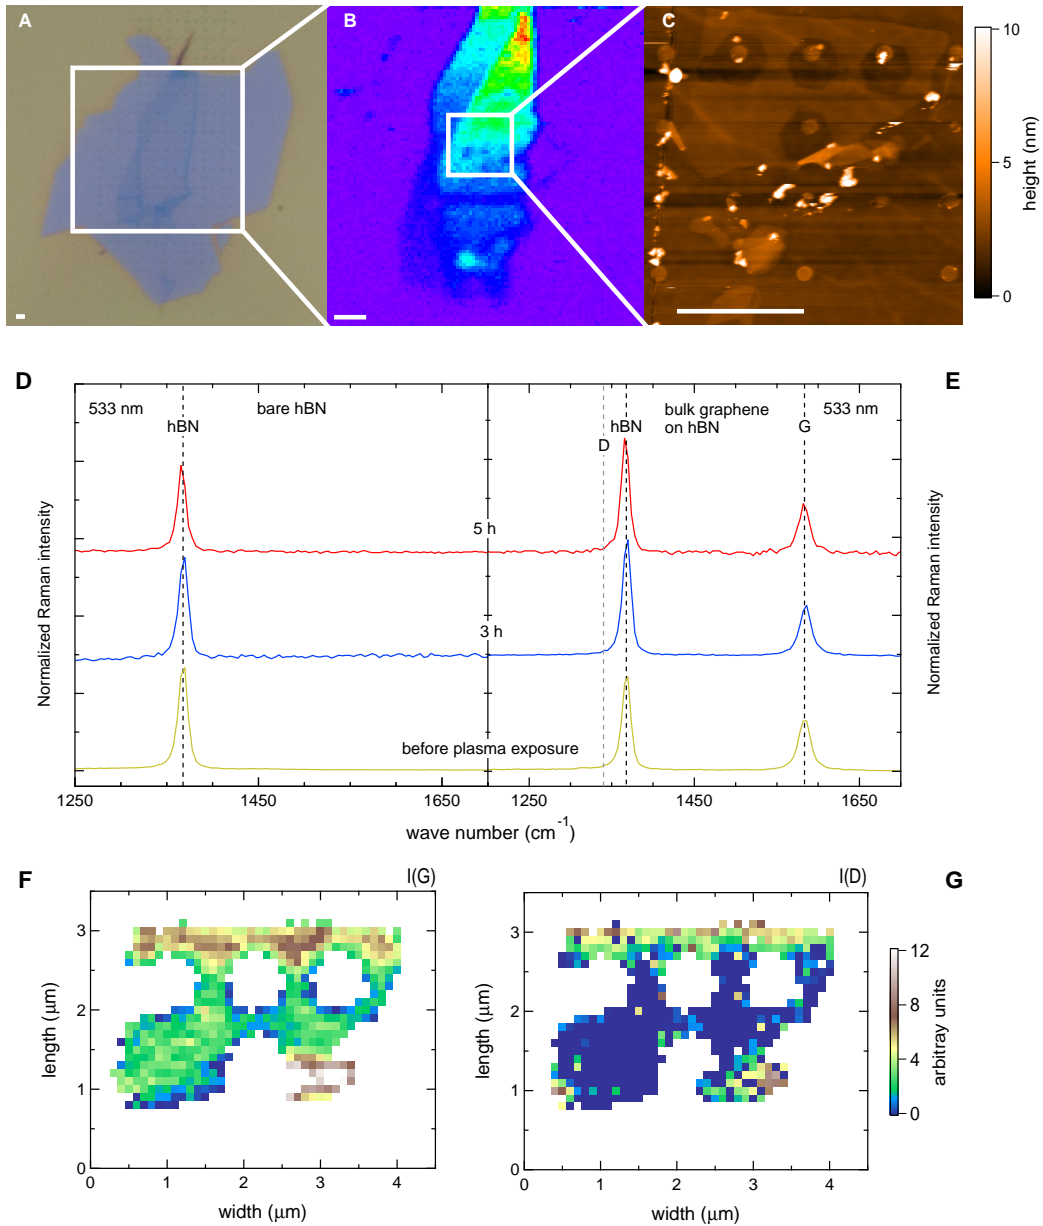 A
B
C
10
5
0
height (nm)
D
E
533 nm
bare hBN
hBN
bulk graphene
on hBN
533 nm
hBN
D
G
5 h
3 h
before plasma exposure
Normalized Raman intensity
Normalized Raman intensity
1250
1450
1650
1250
1450
1650
wave number (cm-1)
F
I(G)
I(D)
G
3
2
1
0
length (μm)
0
1
2
3
4
width (μm)
3
2
1
0
length (μm)
0
1
2
3
4
width (μm)
12
8
4
0
arbitray units